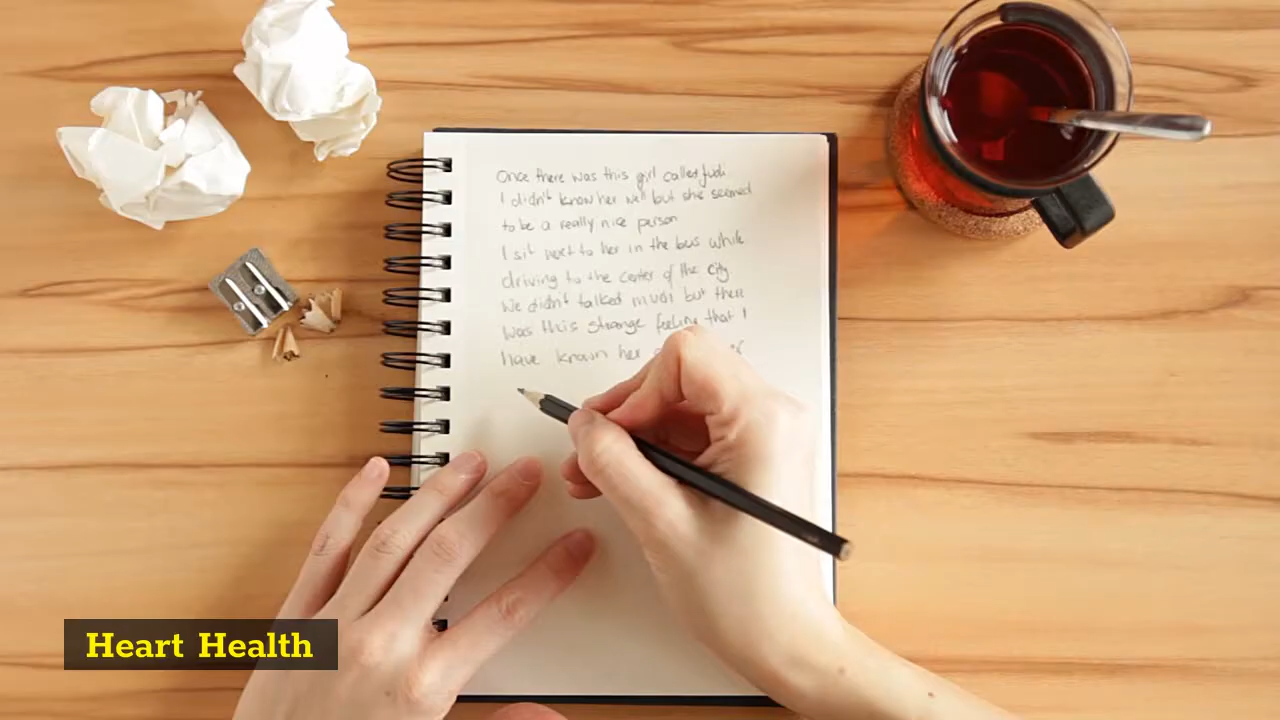 Once there was this girl called Judi.
I didn't know her well but she seemed
to be a really nice person
I sit next to her in the bus while
driving to the center of the city
We didn't talked much but there
was this strange feeling that I
have known her
Heart Health